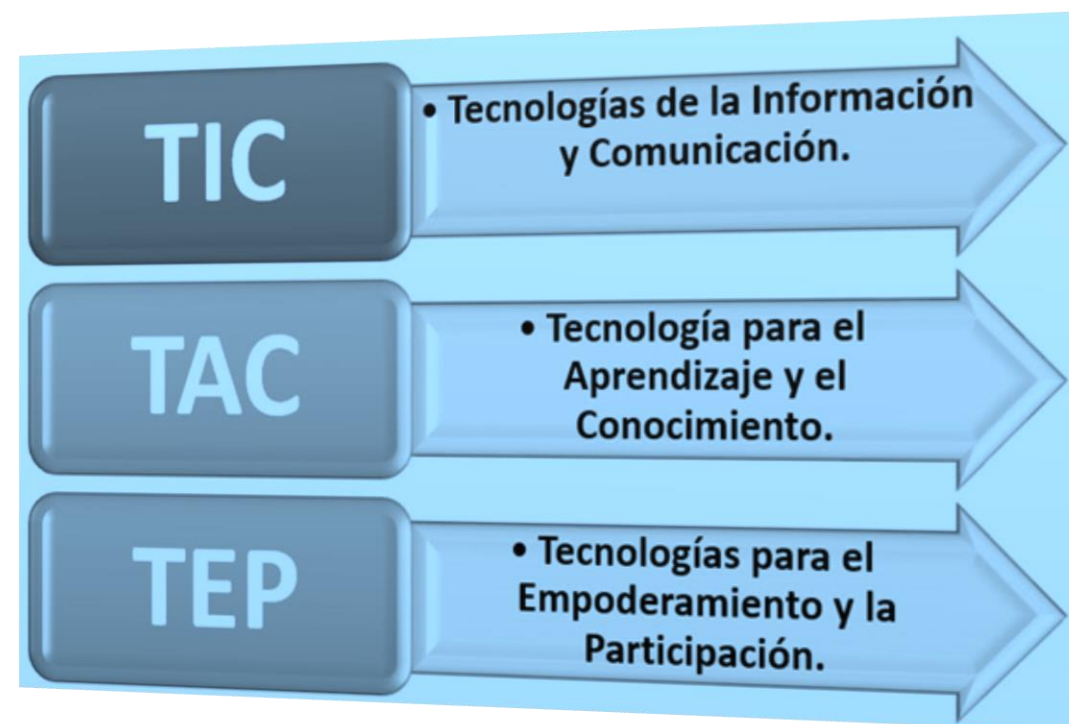 TIC
• Tecnologías de la Información
y Comunicación.
TAC
• Tecnología para el
Aprendizaje y el
Conocimiento.
TEP
• Tecnologías para el
Empoderamiento y la
Participación.